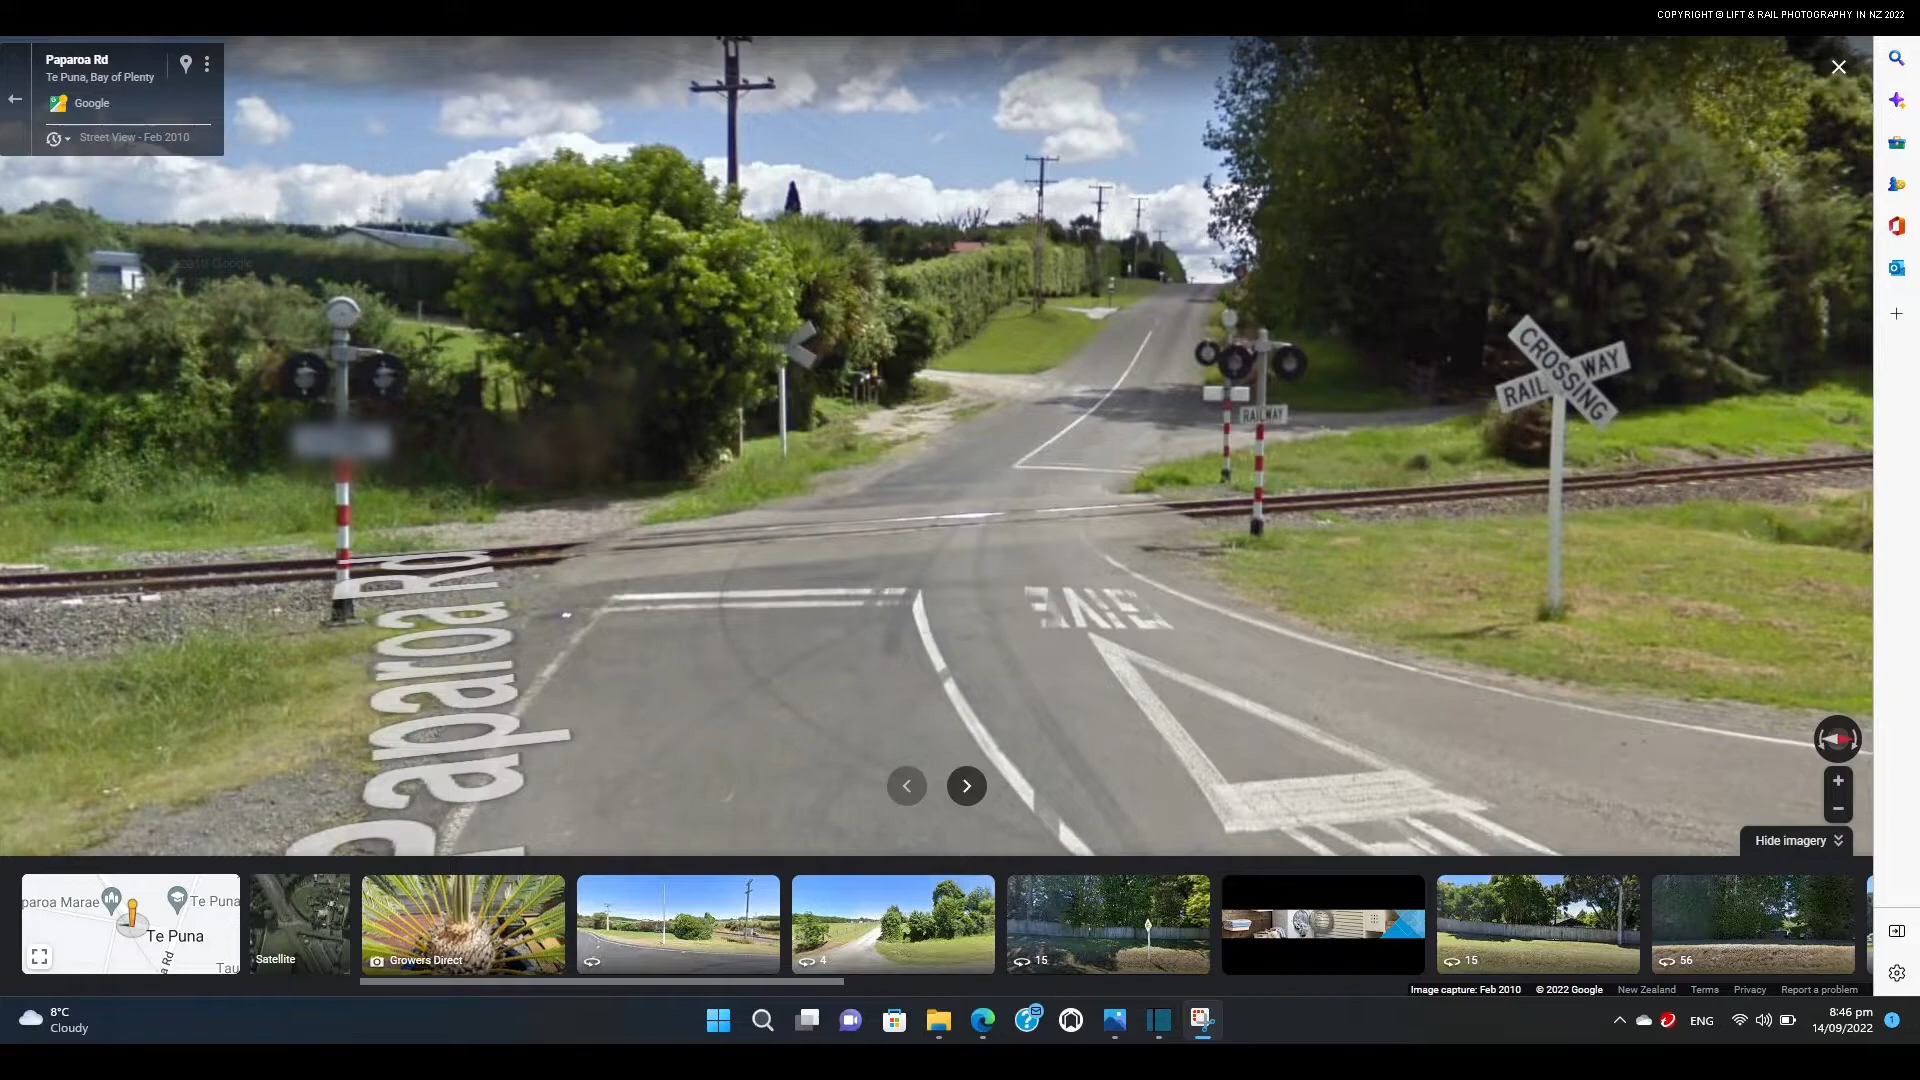 COPYRIGHT © LIFT & RAIL PHOTOGRAPHY IN NZ 2022
Paparoa Rd
Te Puna, Bay of Plenty
Google
Street View - Feb 2010
CROSSING
RAILWAY
RAILWAY
Paparoa Rd
Hide imagery
paroa Marae
Te Puna
Te Puna
a Rd
Tau
Satellite
Growers Direct
4
15
15
56
Image capture: Feb 2010 © 2022 Google New Zealand Terms Privacy Report a problem
8°C
Cloudy
ENG
8:46 pm
14/09/2022
1